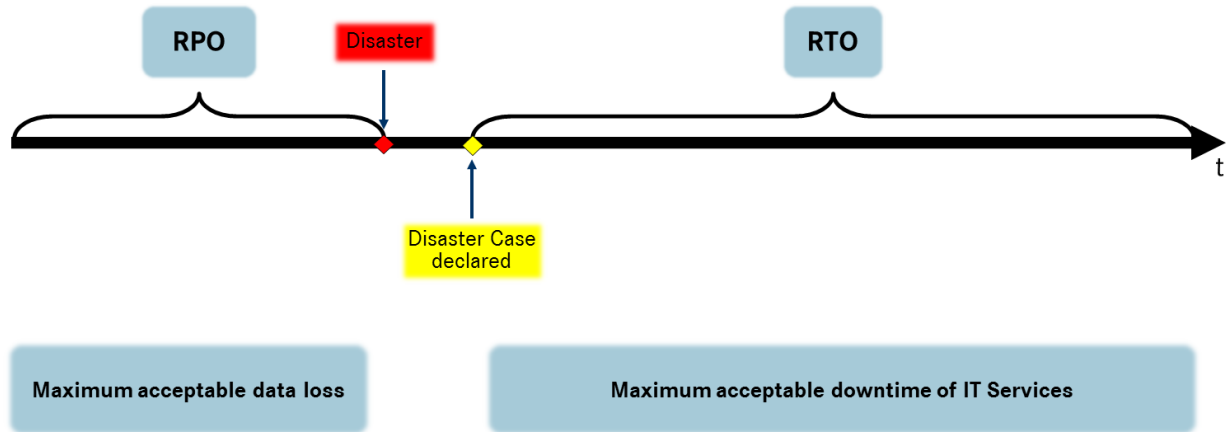 RPO
Disaster
RTO
t
Disaster Case
declared
Maximum acceptable data loss
Maximum acceptable downtime of IT Services